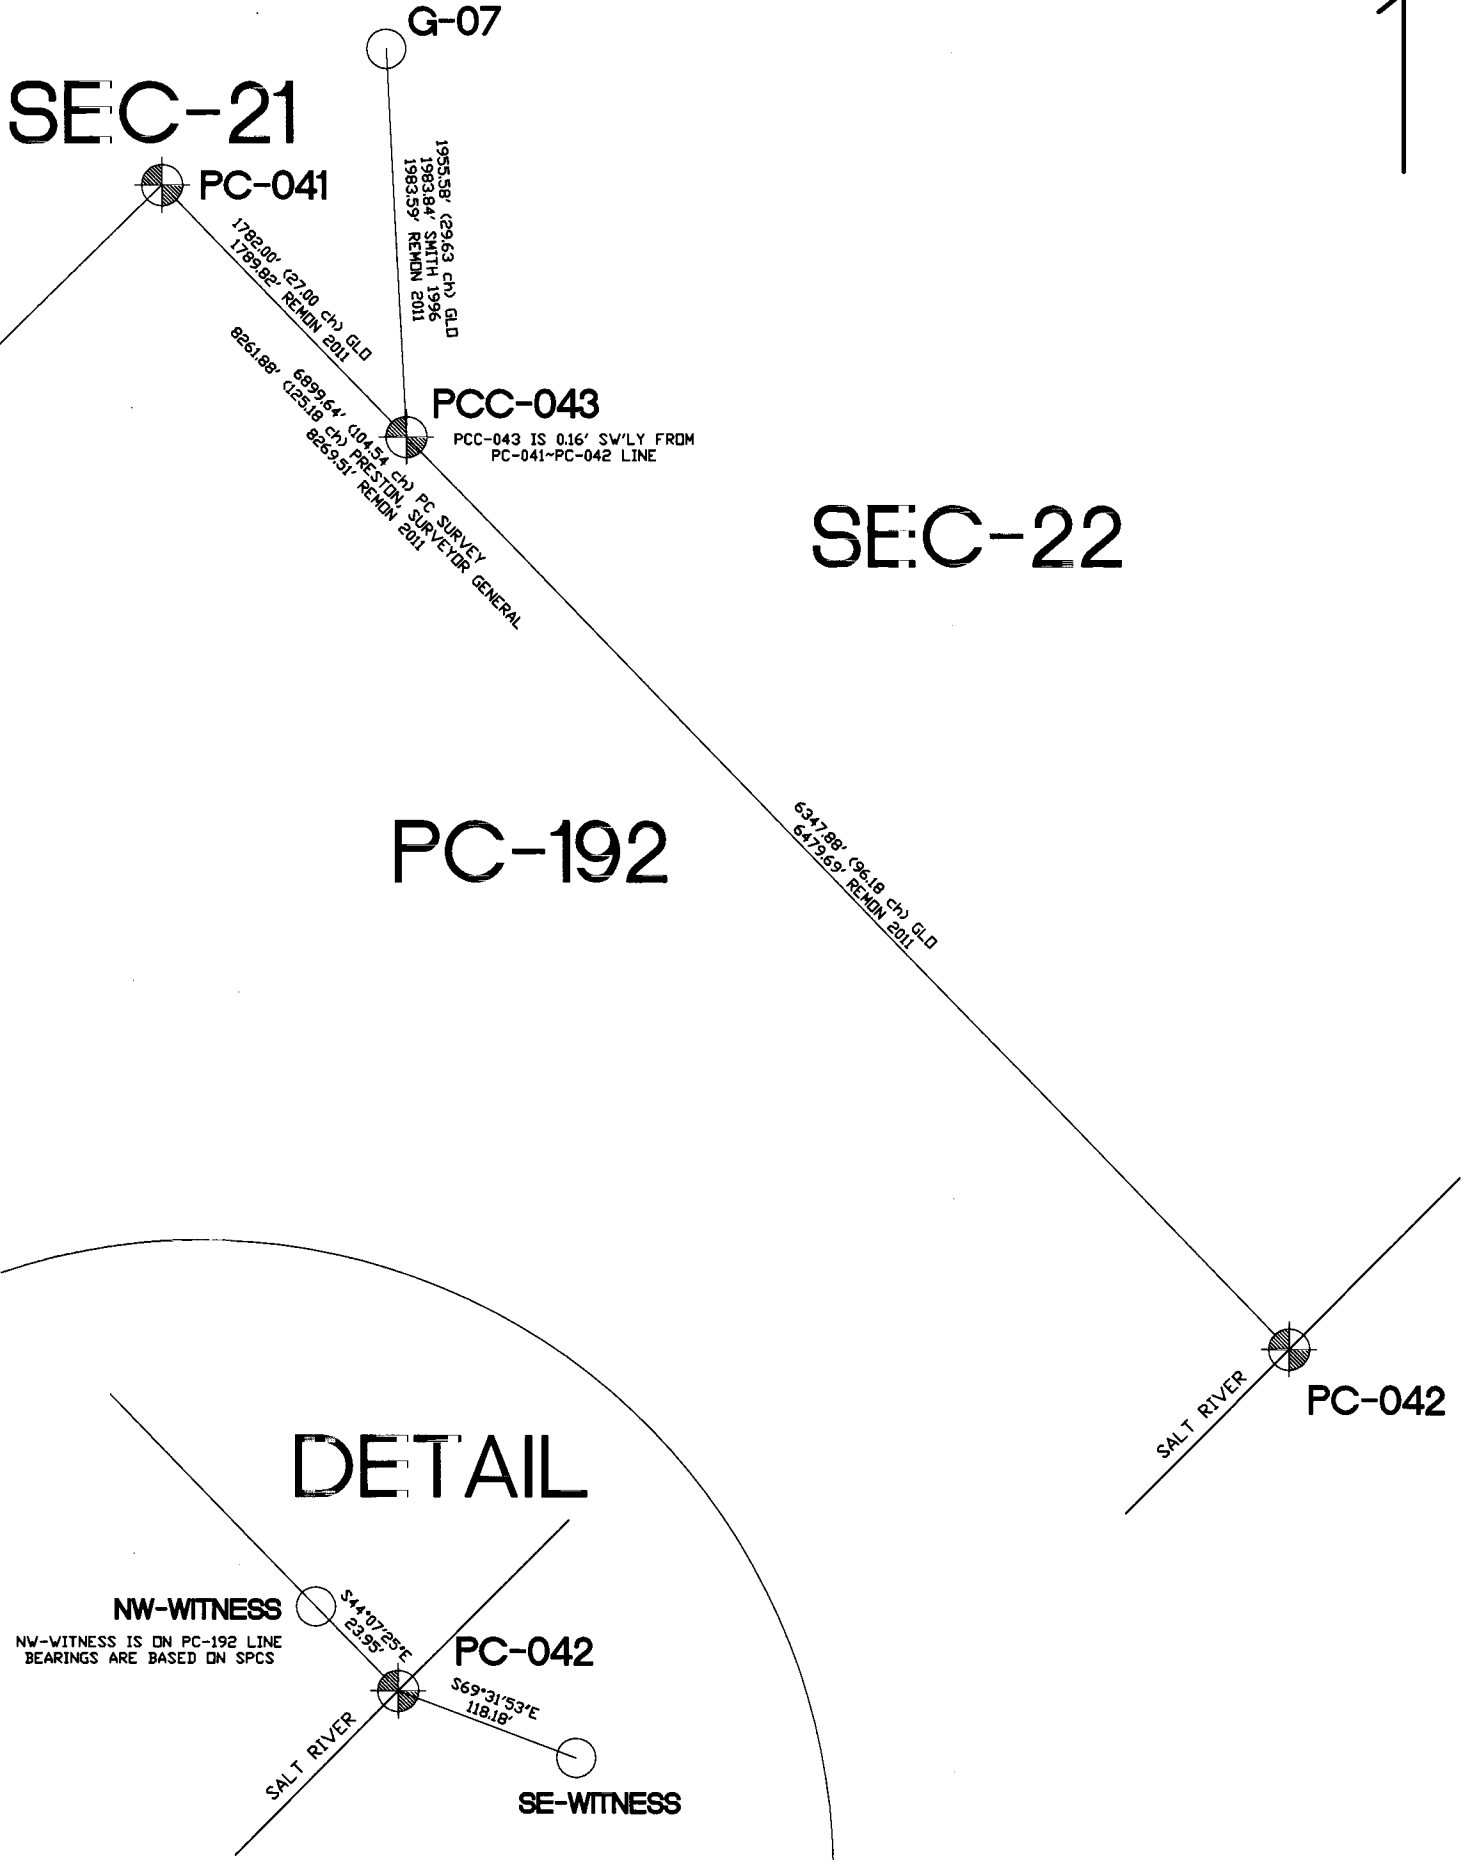 G-07
1
SEC-21
PC-041
1955.58' (29.63 ch) GLO
1983.84' SMITH 1996
1983.59' REMON 2011
1782.00' (27.00 ch) GLO
1789.82' REMON 2011
6899.64' (104.54 ch) PC SURVEY
8261.88' (125.18 ch) PRESTON, SURVEYOR GENERAL
8269.51' REMON 2011
PCC-043
PCC-043 IS 0.16' SW'LY FROM
PC-041~PC-042 LINE
SEC-22
PC-192
6347.88' (96.18 ch) GLO
6479.69' REMON 2011
SALT RIVER
PC-042
DETAIL
NW-WITNESS
NW-WITNESS IS ON PC-192 LINE
BEARINGS ARE BASED ON SPCS
S44°07'25"E
23.95'
PC-042
S69°31'53"E
118.18'
SALT RIVER
SE-WITNESS